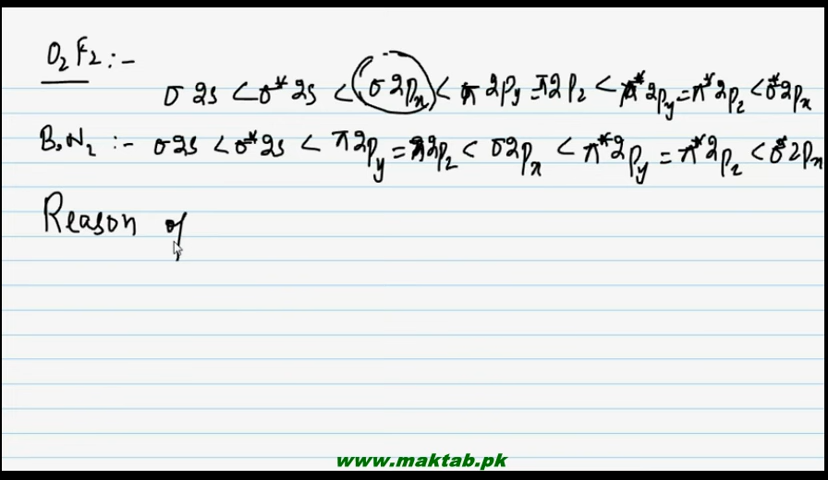 O₂F₂:-
σ2s < σ*2s < σ2pₓ < π2py = π2pz < π*2py = π*2pz < σ*2pₓ
B,N₂ :- σ2s < σ*2s < π2py = π2pz < σ2pₓ < π*2py = π*2pz < σ*2pₓ
Reason of
www.maktab.pk